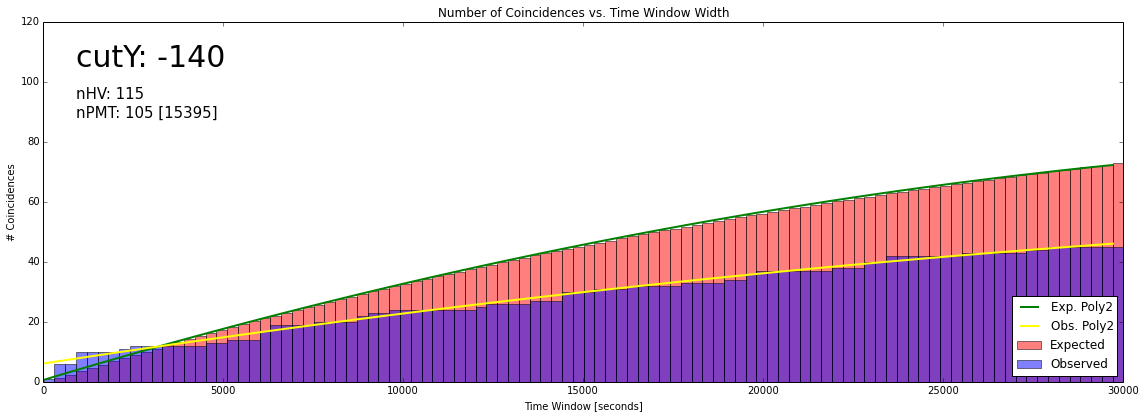 Number of Coincidences vs. Time Window Width
120
100
80
60
40
20
0
# Coincidences
cutY: -140
nHV: 115
nPMT: 105 [15395]
Exp. Poly2
Obs. Poly2
Expected
Observed
0 5000 10000 15000 20000 25000 30000
Time Window [seconds]